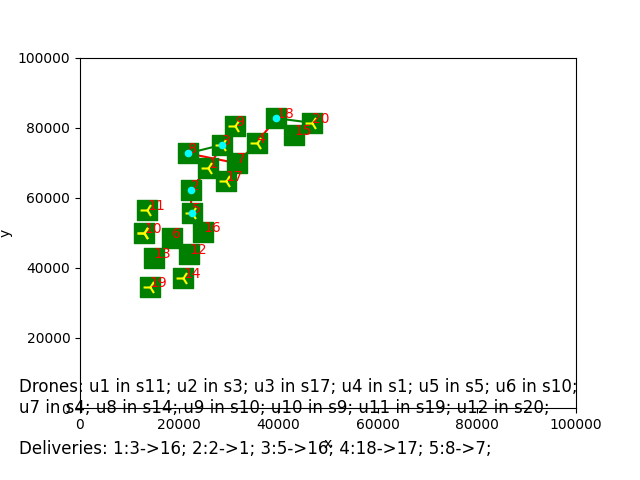 100000
18
20
80000
7
17
60000
11
16
10
y
13
12
40000
14
19
20000
Drones: u1 in s11; u2 in s3; u3 in s17; u4 in s1; u5 in s5; u6 in s10;
u7 in s4; u8 in s14; u9 in s10; u10 in s9; u11 in s19; u12 in s20;
0
0 20000 40000 60000 80000 100000
x
Deliveries: 1:3->16; 2:2->1; 3:5->16; 4:18->17; 5:8->7;